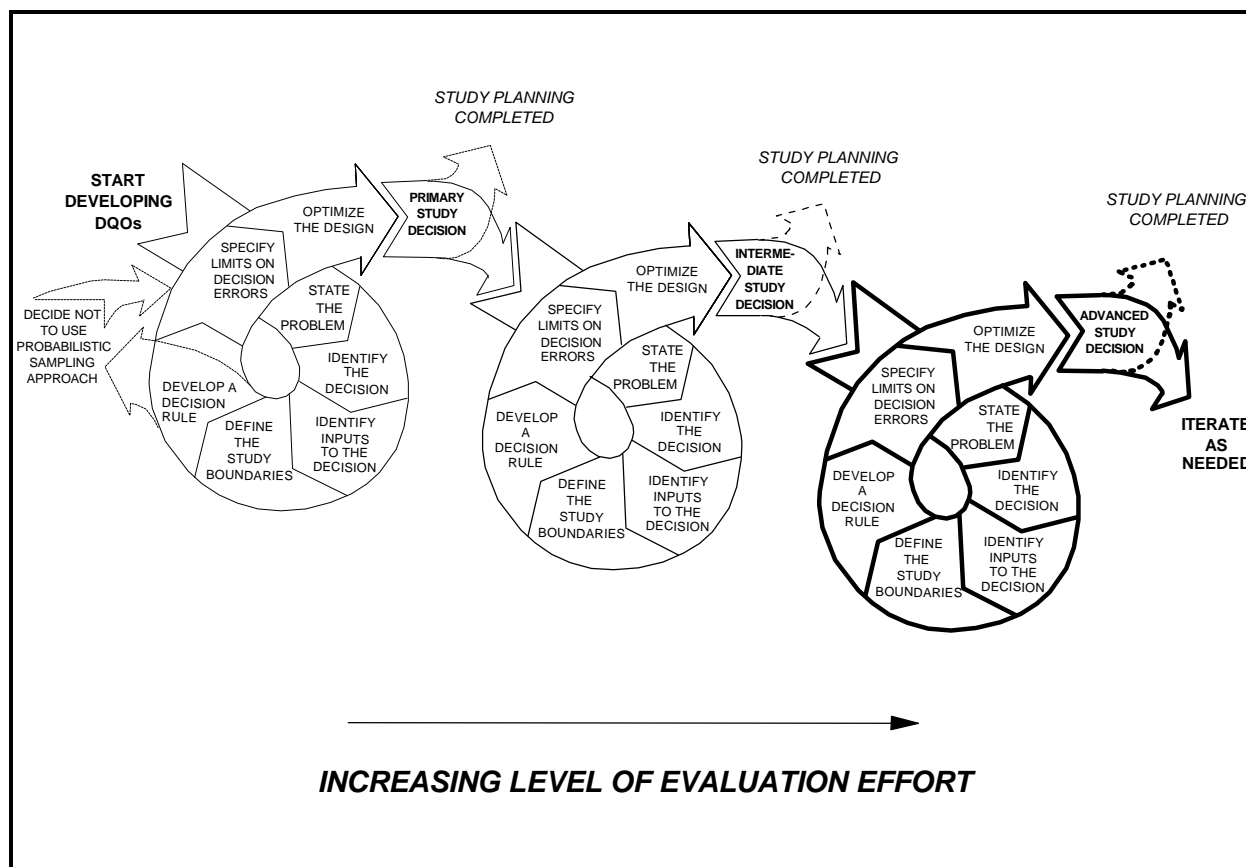 STUDY PLANNING
COMPLETED
START
DEVELOPING
DQOs
OPTIMIZE
THE DESIGN
PRIMARY
STUDY
DECISION
SPECIFY
LIMITS ON
DECISION
ERRORS
STATE
THE
PROBLEM
DECIDE NOT
TO USE
PROBABILISTIC
SAMPLING
APPROACH
IDENTIFY
THE
DECISION
DEVELOP A
DECISION
RULE
DEFINE
THE
STUDY
BOUNDARIES
IDENTIFY
INPUTS
TO THE
DECISION
STUDY PLANNING
COMPLETED
OPTIMIZE
THE DESIGN
INTERME-
DIATE
STUDY
DECISION
SPECIFY
LIMITS ON
DECISION
ERRORS
STATE
THE
PROBLEM
IDENTIFY
THE
DECISION
DEVELOP
A
DECISION
RULE
DEFINE
THE
STUDY
BOUNDARIES
IDENTIFY
INPUTS
TO THE
DECISION
STUDY PLANNING
COMPLETED
OPTIMIZE
THE DESIGN
ADVANCED
STUDY
DECISION
SPECIFY
LIMITS ON
DECISION
ERRORS
STATE
THE
PROBLEM
IDENTIFY
THE
DECISION
DEVELOP
A
DECISION
RULE
DEFINE
THE
STUDY
BOUNDARIES
IDENTIFY
INPUTS
TO THE
DECISION
ITERATE
AS
NEEDED
INCREASING LEVEL OF EVALUATION EFFORT